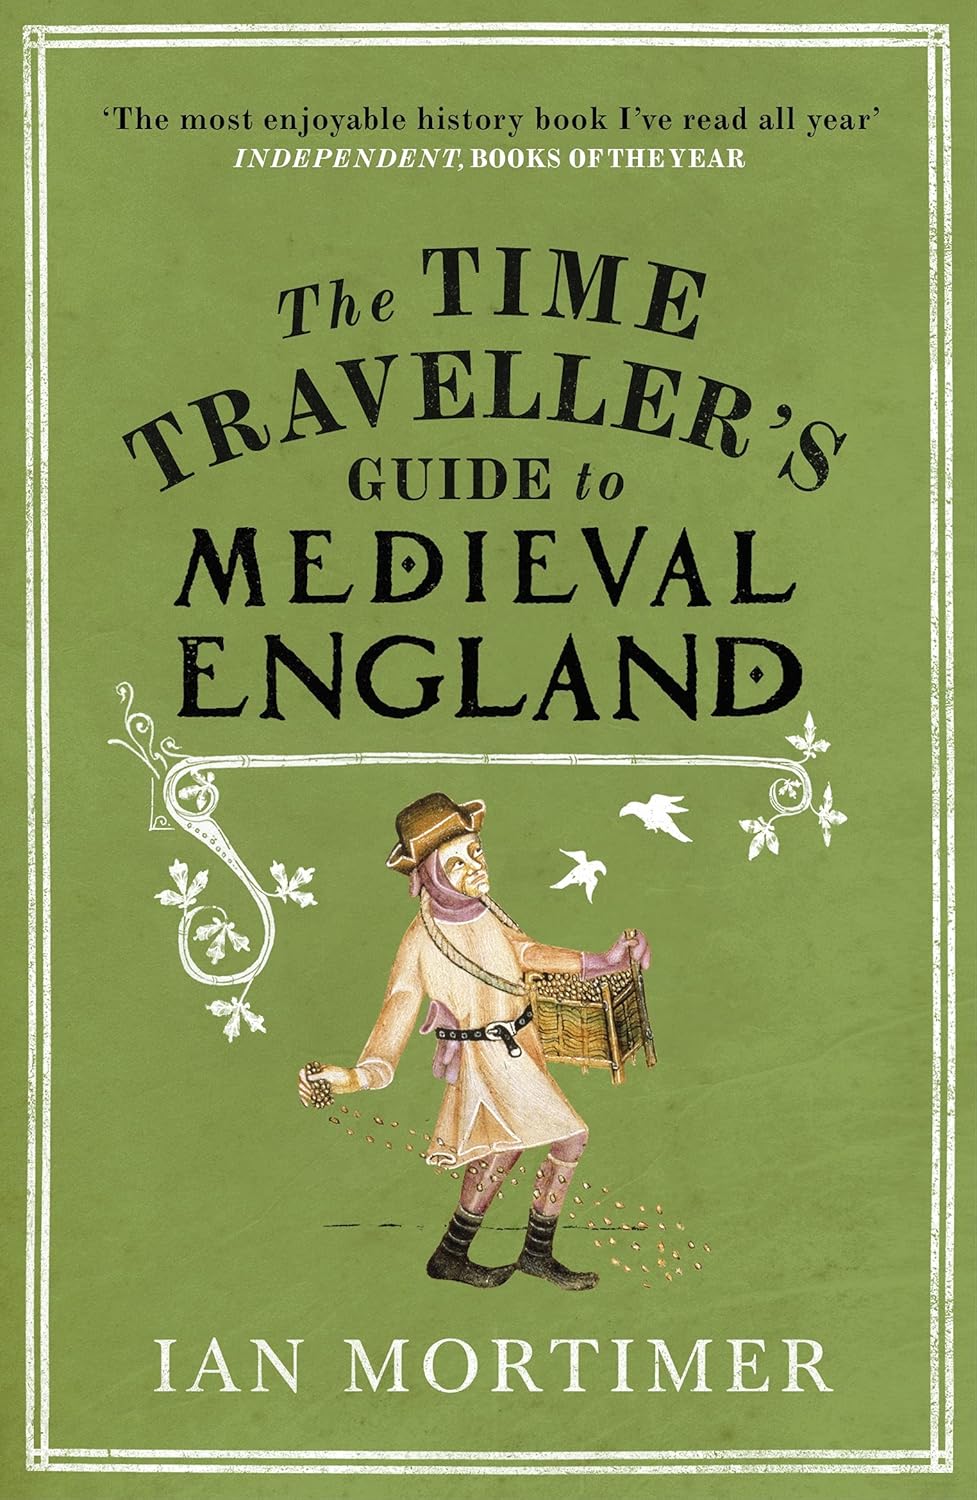 ‘The most enjoyable history book I’ve read all year’
INDEPENDENT, BOOKS OF THE YEAR
The TIME
TRAVELLER’S
GUIDE to
MEDIEVAL
ENGLAND
IAN MORTIMER